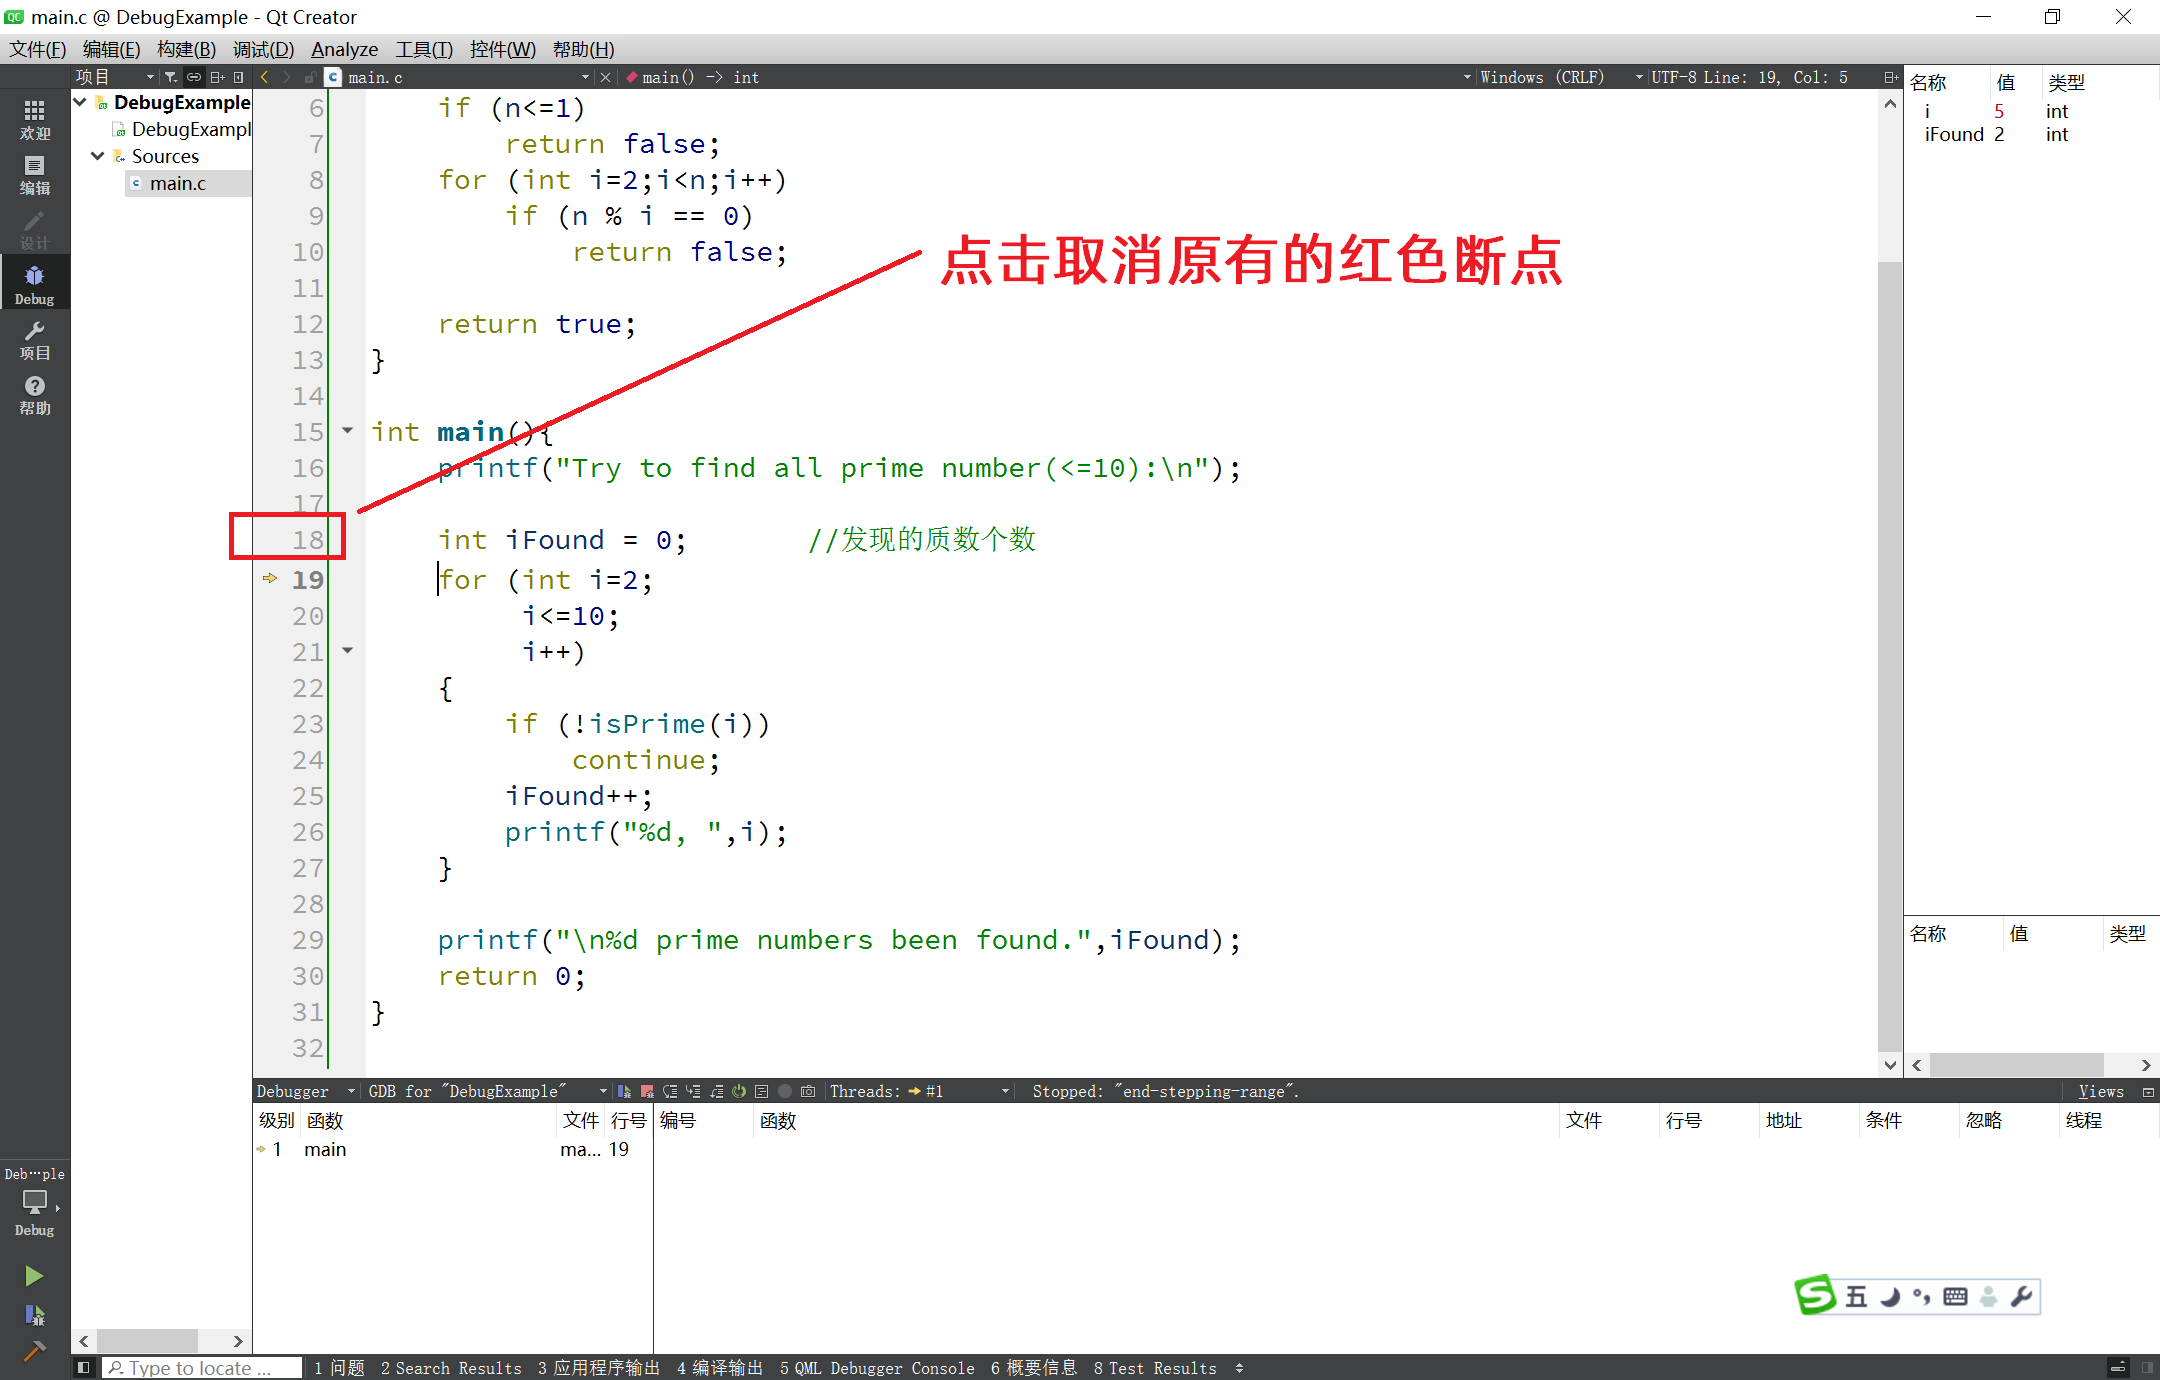 main.c @ DebugExample - Qt Creator
文件(F) 编辑(E) 构建(B) 调试(D) Analyze 工具(T) 控件(W) 帮助(H)
项目 main.c main() -> int Windows (CRLF) UTF-8 Line: 19, Col: 5
欢迎
编辑
设计
Debug
项目
帮助
Deb…ple
Debug
DebugExample
DebugExampl
Sources
main.c
6 if (n<=1)
7 return false;
8 for (int i=2;i<n;i++)
9 if (n % i == 0)
10 return false;
11
12 return true;
13 }
14
15 int main(){
16 printf("Try to find all prime number(<=10):\n");
17
18 int iFound = 0; //发现的质数个数
19 for (int i=2;
20 i<=10;
21 i++)
22 {
23 if (!isPrime(i))
24 continue;
25 iFound++;
26 printf("%d, ",i);
27 }
28
29 printf("\n%d prime numbers been found.",iFound);
30 return 0;
31 }
32
点击取消原有的红色断点
名称 值 类型
i 5 int
iFound 2 int
名称 值 类型
Debugger GDB for "DebugExample" Threads: #1 Stopped: "end-stepping-range". Views
级别 函数 文件 行号 编号 函数 文件 行号 地址 条件 忽略 线程
1 main ma... 19
五
Type to locate ... 1 问题 2 Search Results 3 应用程序输出 4 编译输出 5 QML Debugger Console 6 概要信息 8 Test Results